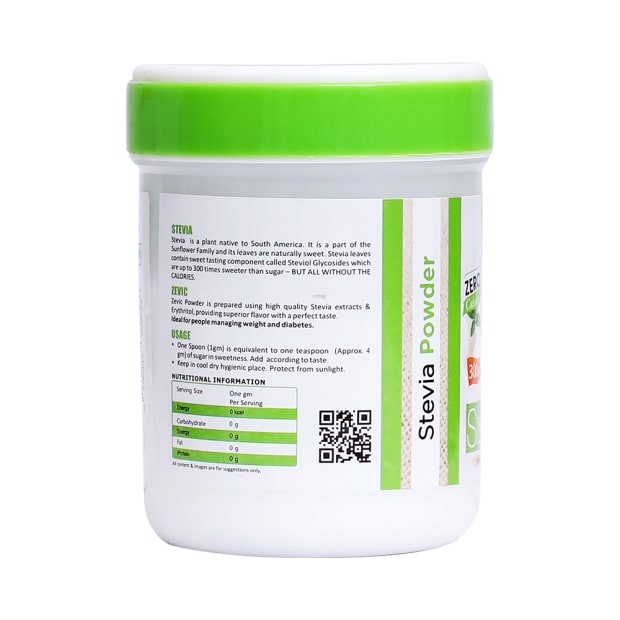 STEVIA
Stevia is a plant native to South America. It is a part of the
Sunflower Family and its leaves are naturally sweet. Stevia leaves
contain sweet tasting component called Steviol Glycosides which
are up to 300 times sweeter than sugar – BUT ALL WITHOUT THE
CALORIES.
ZEVIC
Zevic Powder is prepared using high quality Stevia extracts &
Erythritol, providing superior flavor with a perfect taste.
Ideal for people managing weight and diabetes.
USAGE
• One Spoon (1gm) is equivalent to one teaspoon (Approx. 4
gm) of sugar in sweetness. Add according to taste.
• Keep in cool dry hygienic place. Protect from sunlight.
NUTRITIONAL INFORMATION
Serving Size One gm
Per Serving
Energy 0 kcal
Carbohydrate 0 g
Energy 0 g
Fat 0 g
Protein 0 g
All content & images are for suggestions only.
Stevia Powder
ZERO